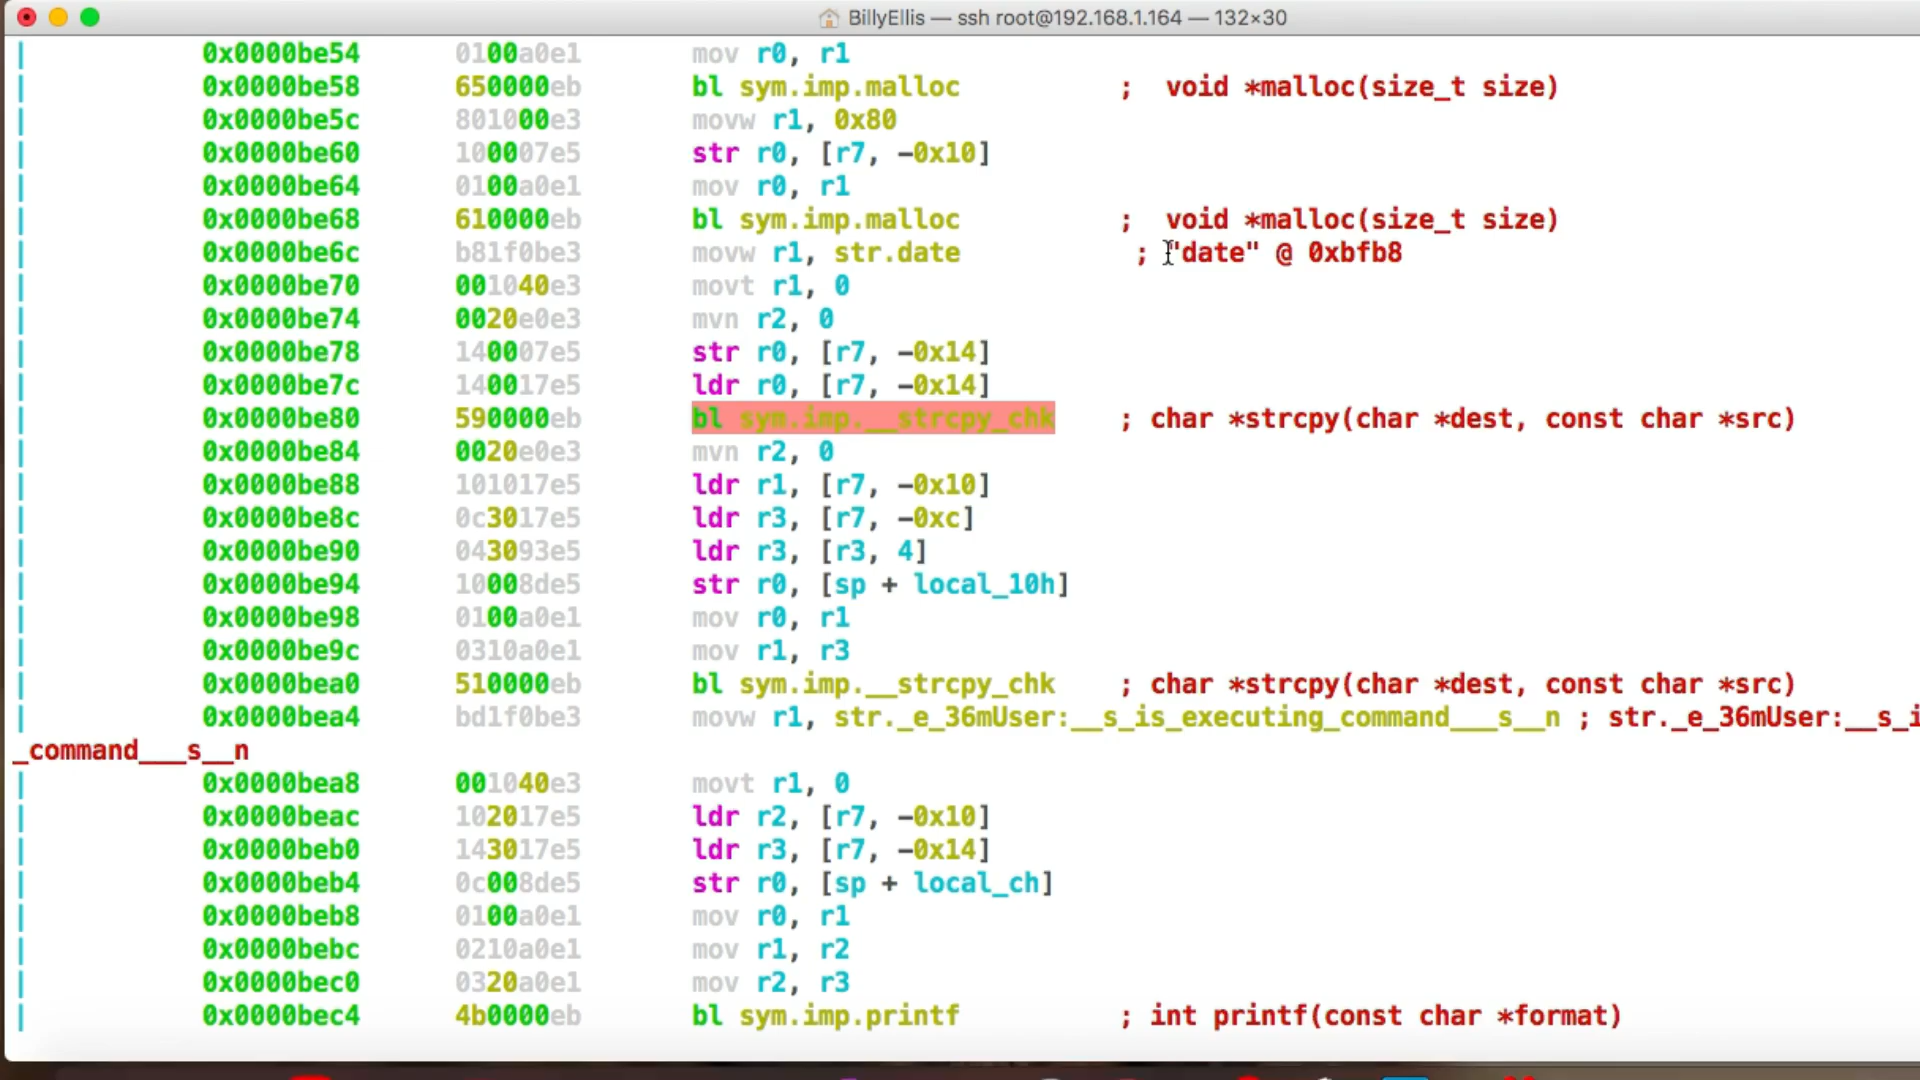 BillyEllis — ssh root@192.168.1.164 — 132×30
| 0x0000be54 0100a0e1 mov r0, r1
| 0x0000be58 650000eb bl sym.imp.malloc ; void *malloc(size_t size)
| 0x0000be5c 801000e3 movw r1, 0x80
| 0x0000be60 100007e5 str r0, [r7, -0x10]
| 0x0000be64 0100a0e1 mov r0, r1
| 0x0000be68 610000eb bl sym.imp.malloc ; void *malloc(size_t size)
| 0x0000be6c b81f0be3 movw r1, str.date ; "date" @ 0xbfb8
| 0x0000be70 001040e3 movt r1, 0
| 0x0000be74 0020e0e3 mvn r2, 0
| 0x0000be78 140007e5 str r0, [r7, -0x14]
| 0x0000be7c 140017e5 ldr r0, [r7, -0x14]
| 0x0000be80 590000eb bl sym.imp.__strcpy_chk ; char *strcpy(char *dest, const char *src)
| 0x0000be84 0020e0e3 mvn r2, 0
| 0x0000be88 101017e5 ldr r1, [r7, -0x10]
| 0x0000be8c 0c3017e5 ldr r3, [r7, -0xc]
| 0x0000be90 043093e5 ldr r3, [r3, 4]
| 0x0000be94 10008de5 str r0, [sp + local_10h]
| 0x0000be98 0100a0e1 mov r0, r1
| 0x0000be9c 0310a0e1 mov r1, r3
| 0x0000bea0 510000eb bl sym.imp.__strcpy_chk ; char *strcpy(char *dest, const char *src)
| 0x0000bea4 bd1f0be3 movw r1, str._e_36mUser:__s_is_executing_command___s__n ; str._e_36mUser:__s_i
_command___s__n
| 0x0000bea8 001040e3 movt r1, 0
| 0x0000beac 102017e5 ldr r2, [r7, -0x10]
| 0x0000beb0 143017e5 ldr r3, [r7, -0x14]
| 0x0000beb4 0c008de5 str r0, [sp + local_ch]
| 0x0000beb8 0100a0e1 mov r0, r1
| 0x0000bebc 0210a0e1 mov r1, r2
| 0x0000bec0 0320a0e1 mov r2, r3
| 0x0000bec4 4b0000eb bl sym.imp.printf ; int printf(const char *format)